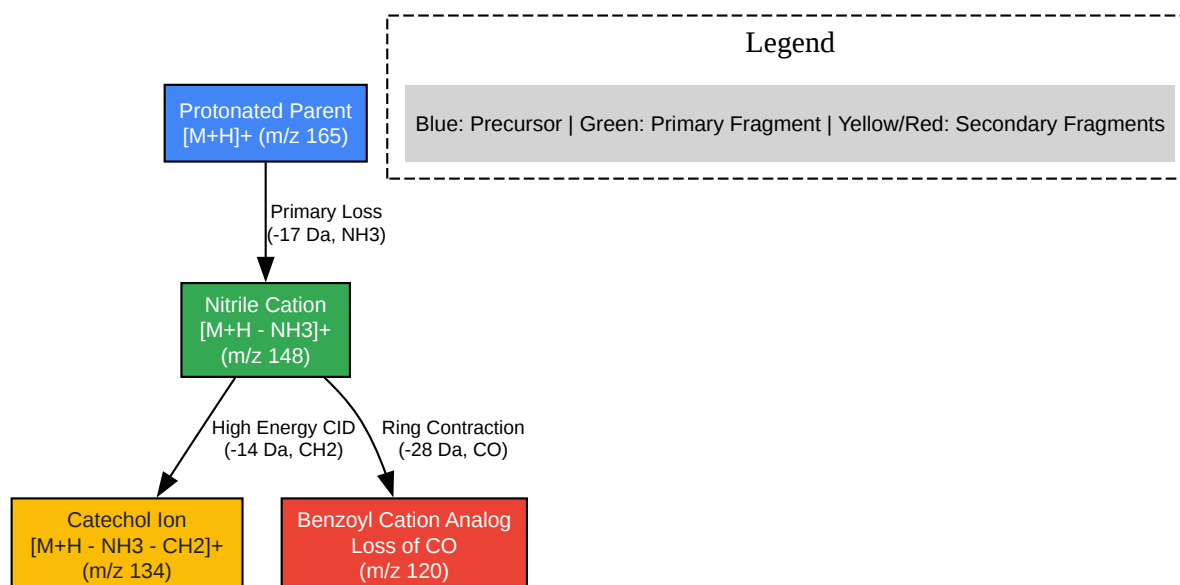 Legend
Blue: Precursor | Green: Primary Fragment | Yellow/Red: Secondary Fragments
Protonated Parent
[M+H]+ (m/z 165)
Primary Loss
(-17 Da, NH3)
Nitrile Cation
[M+H - NH3]+
(m/z 148)
High Energy CID
(-14 Da, CH2)
Ring Contraction
(-28 Da, CO)
Catechol Ion
[M+H - NH3 - CH2]+
(m/z 134)
Benzoyl Cation Analog
Loss of CO
(m/z 120)